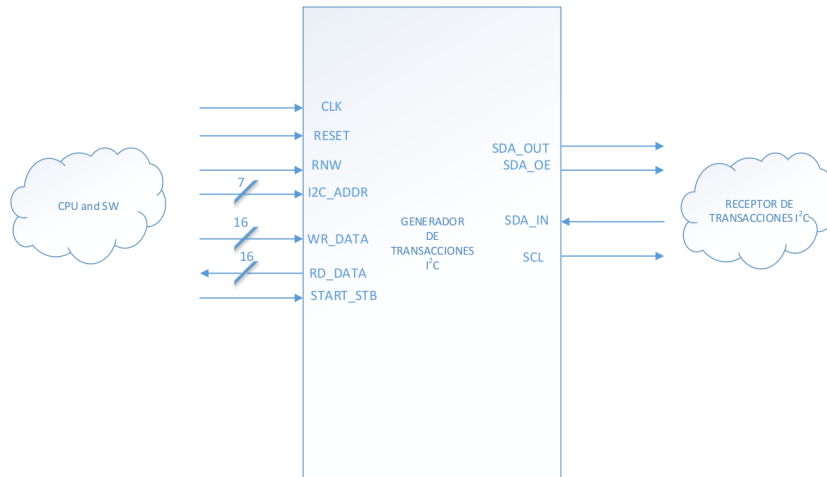 CLK
RESET
RNW
7
I2C_ADDR
16
WR_DATA
16
RD_DATA
START_STB
CPU and SW
GENERADOR
DE
TRANSACCIONES
I²C
SDA_OUT
SDA_OE
SDA_IN
SCL
RECEPTOR DE
TRANSACCIONES I²C